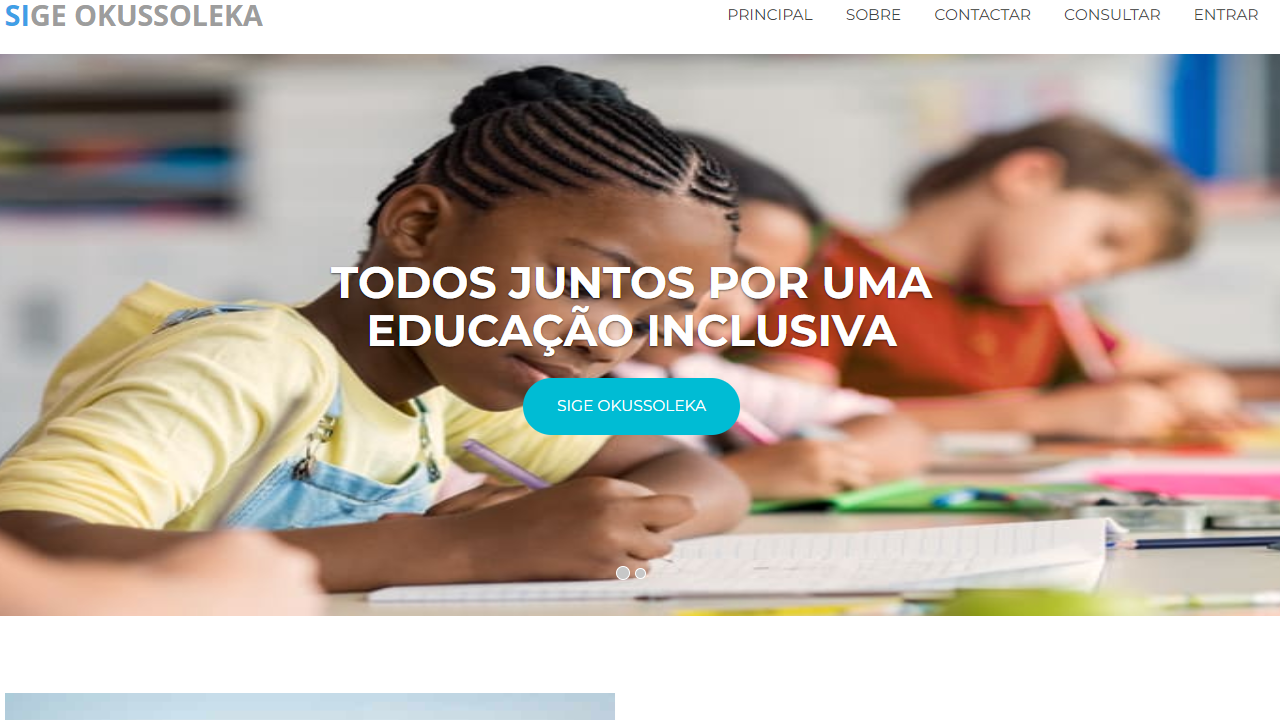 SIGE OKUSSOLEKA
PRINCIPAL SOBRE CONTACTAR CONSULTAR ENTRAR
TODOS JUNTOS POR UMA
EDUCAÇÃO INCLUSIVA
SIGE OKUSSOLEKA